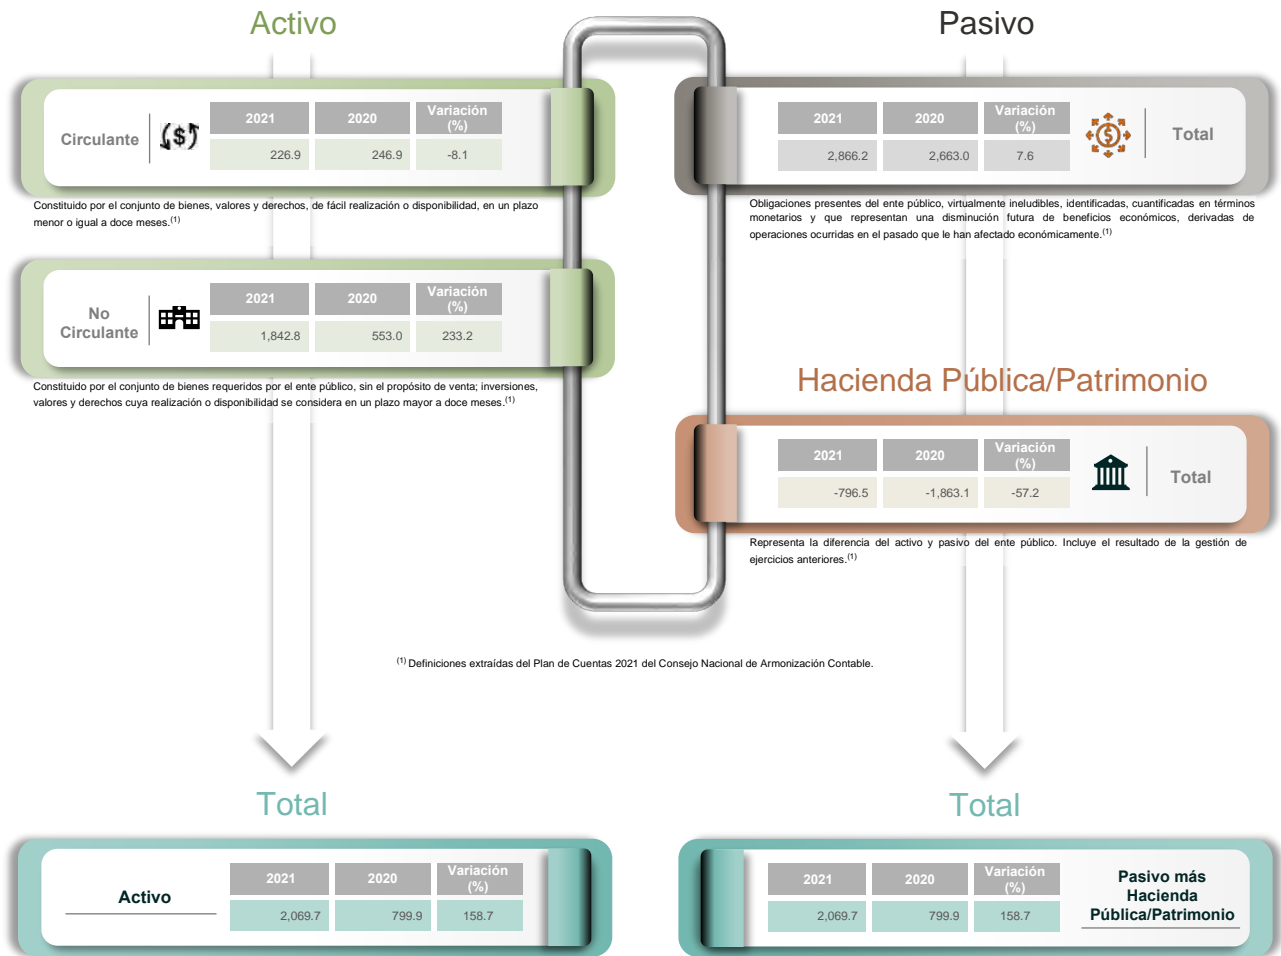 Activo
Circulante
2021 2020 Variación (%)
226.9 246.9 -8.1
Constituido por el conjunto de bienes, valores y derechos, de fácil realización o disponibilidad, en un plazo
menor o igual a doce meses.(1)
No
Circulante
2021 2020 Variación (%)
1,842.8 553.0 233.2
Constituido por el conjunto de bienes requeridos por el ente público, sin el propósito de venta; inversiones,
valores y derechos cuya realización o disponibilidad se considera en un plazo mayor a doce meses.(1)
Pasivo
2021 2020 Variación (%)
2,866.2 2,663.0 7.6
Total
Obligaciones presentes del ente público, virtualmente ineludibles, identificadas, cuantificadas en términos
monetarios y que representan una disminución futura de beneficios económicos, derivadas de
operaciones ocurridas en el pasado que le han afectado económicamente.(1)
Hacienda Pública/Patrimonio
2021 2020 Variación (%)
-796.5 -1,863.1 -57.2
Total
Representa la diferencia del activo y pasivo del ente público. Incluye el resultado de la gestión de
ejercicios anteriores.(1)
(1) Definiciones extraídas del Plan de Cuentas 2021 del Consejo Nacional de Armonización Contable.
Total
Activo
2021 2020 Variación (%)
2,069.7 799.9 158.7
Total
2021 2020 Variación (%)
2,069.7 799.9 158.7
Pasivo más
Hacienda
Pública/Patrimonio